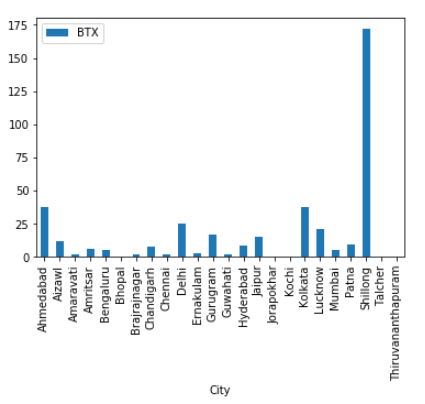 BTX
175
150
125
100
75
50
25
0
Ahmedabad
Aizawl
Amaravati
Amritsar
Bengaluru
Bhopal
Brajrajnagar
Chandigarh
Chennai
Delhi
Ernakulam
Gurugram
Guwahati
Hyderabad
Jaipur
Jorapokhar
Kochi
Kolkata
Lucknow
Mumbai
Patna
Shillong
Talcher
Thiruvananthapuram
City